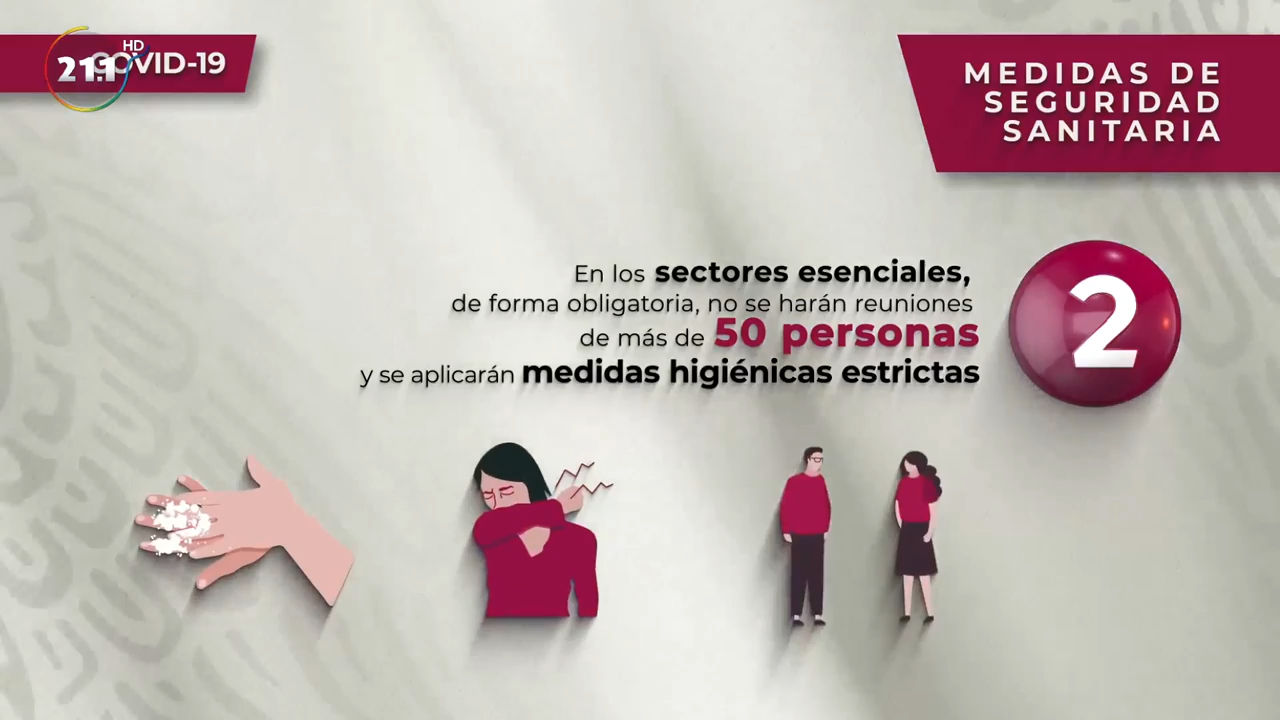 HD
21.1
COVID-19
MEDIDAS DE
SEGURIDAD
SANITARIA
En los sectores esenciales,
de forma obligatoria, no se harán reuniones
de más de 50 personas
y se aplicarán medidas higiénicas estrictas
2